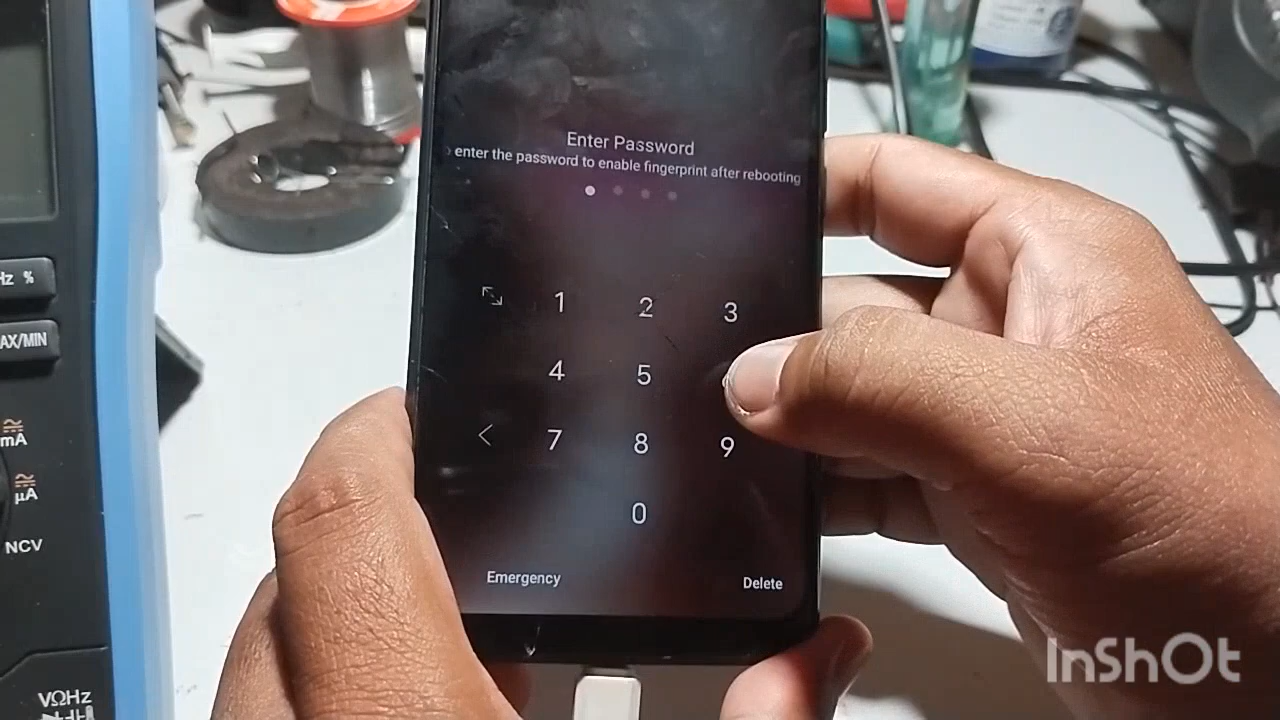 Enter Password
enter the password to enable fingerprint after rebooting
1 2 3
4 5
7 8 9
0
Emergency Delete
Hz %
AX/MIN
mA
µA
NCV
VΩHz
InShOt